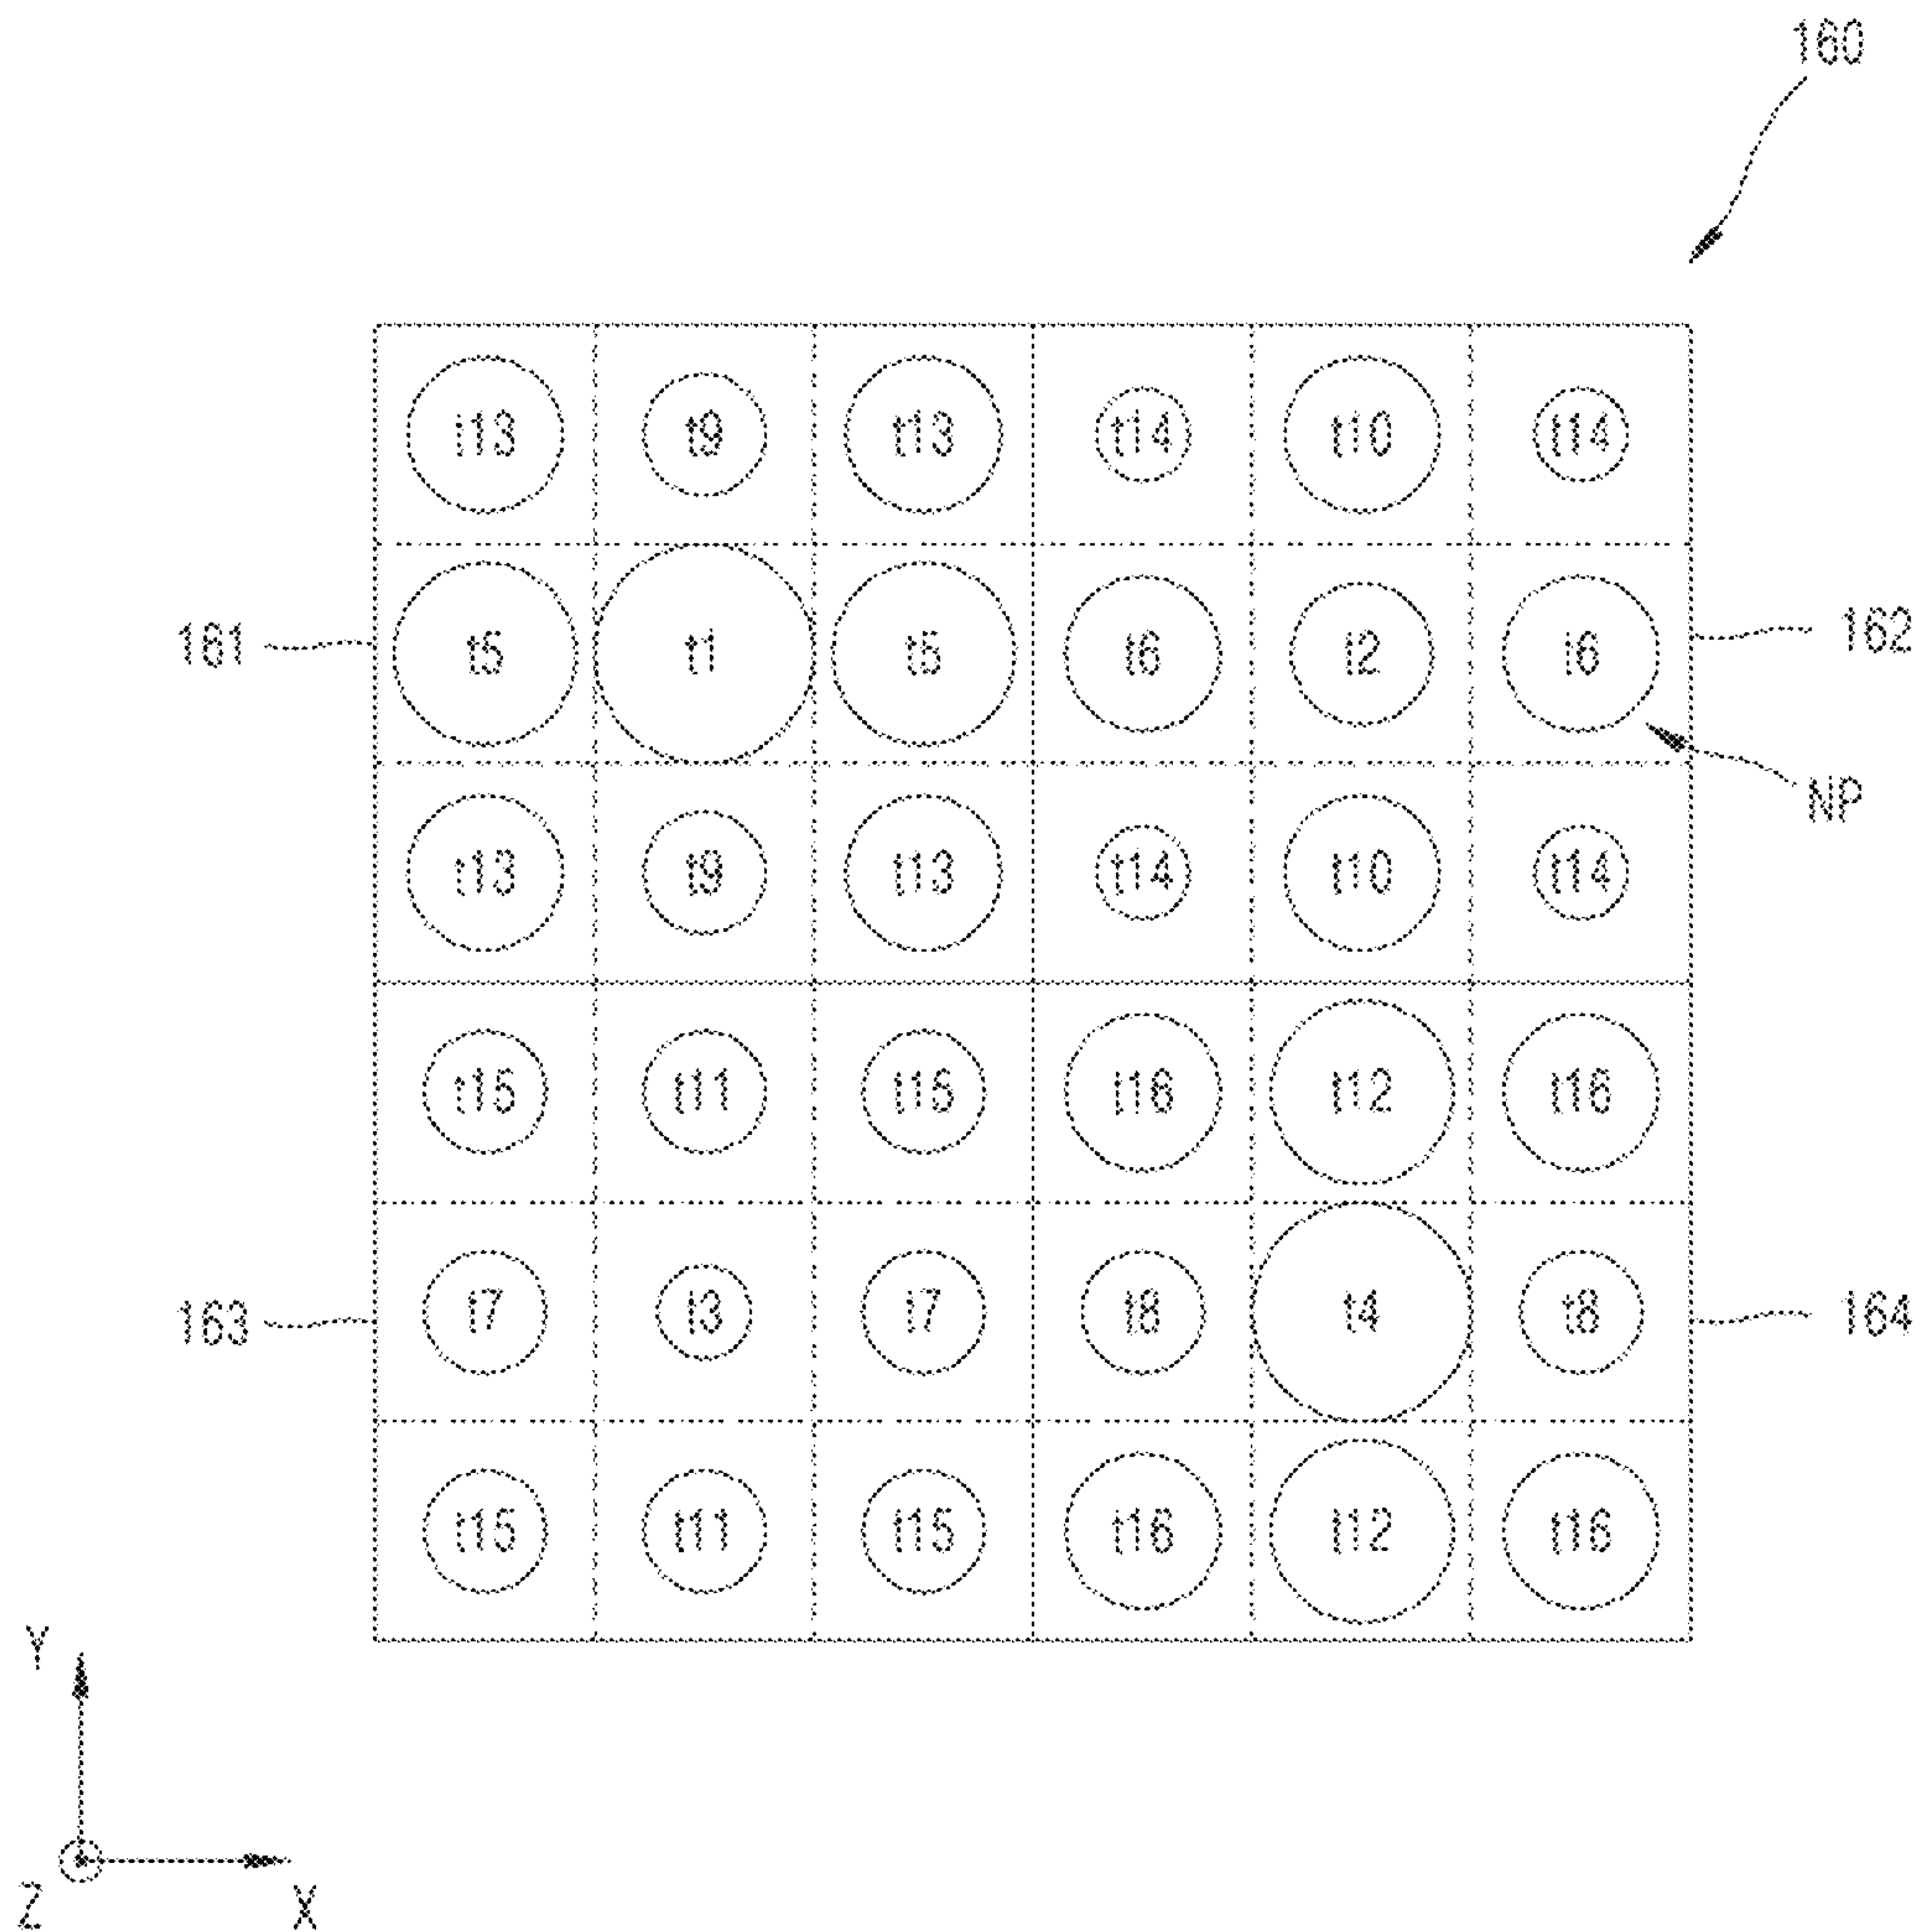 160
t13 t9 t13 t14 t10 t14
161 t5 t1 t5 t6 t2 t6 162
NP
t13 t9 t13 t14 t10 t14
t15 t11 t15 t16 t12 t16
163 t7 t3 t7 t8 t4 t8 164
t15 t11 t15 t16 t12 t16
Y
Z X